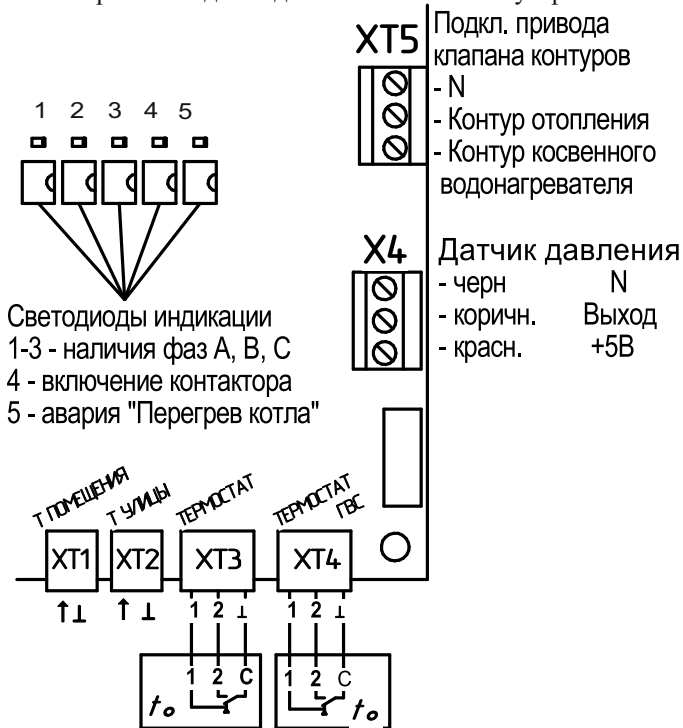 XT5
Подкл. привода
клапана контуров
- N
- Контур отопления
- Контур косвенного
водонагревателя
1 2 3 4 5
X4
Датчик давления
- черн N
- коричн. Выход
- красн. +5В
Светодиоды индикации
1-3 - наличия фаз А, В, С
4 - включение контактора
5 - авария "Перегрев котла"
Т ПОМЕЩЕНИЯ
Т УЛИЦЫ
ТЕРМОСТАТ
ТЕРМОСТАТ
ГВС
XT1 XT2 XT3 XT4
↑ ⊥ ↑ ⊥ 1 2 ⊥ 1 2 ⊥
1 2 C 1 2 C
t° t°